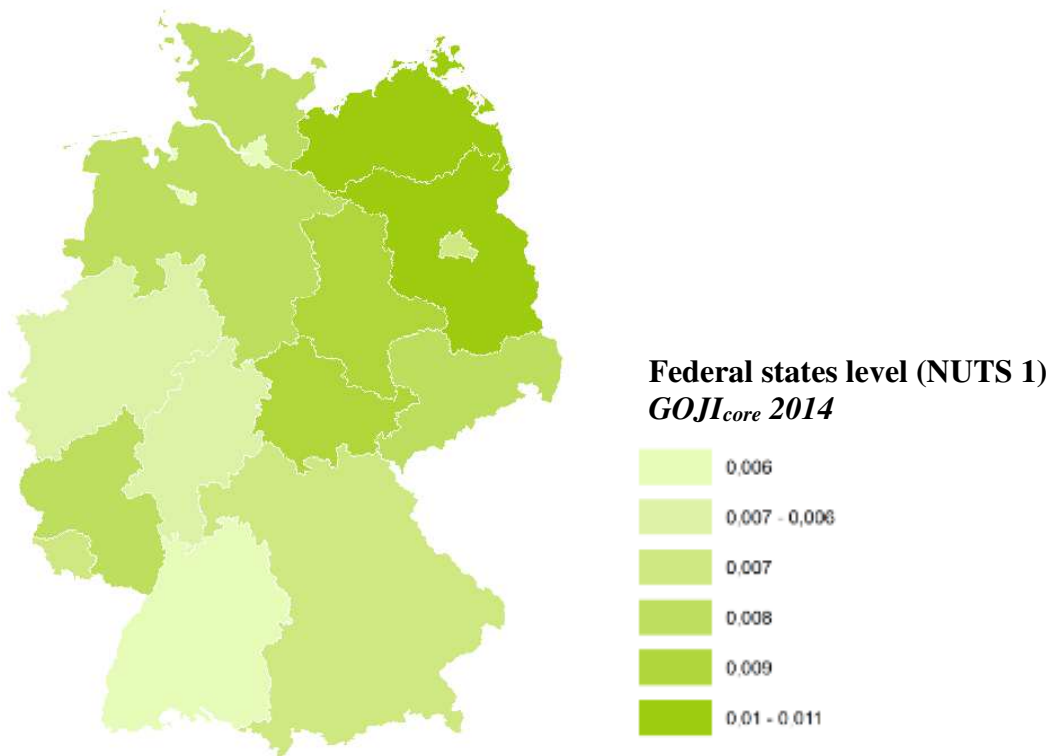 Federal states level (NUTS 1)
GOJIcore 2014
0,006
0,007 - 0,006
0,007
0,008
0,009
0,01 - 0,011